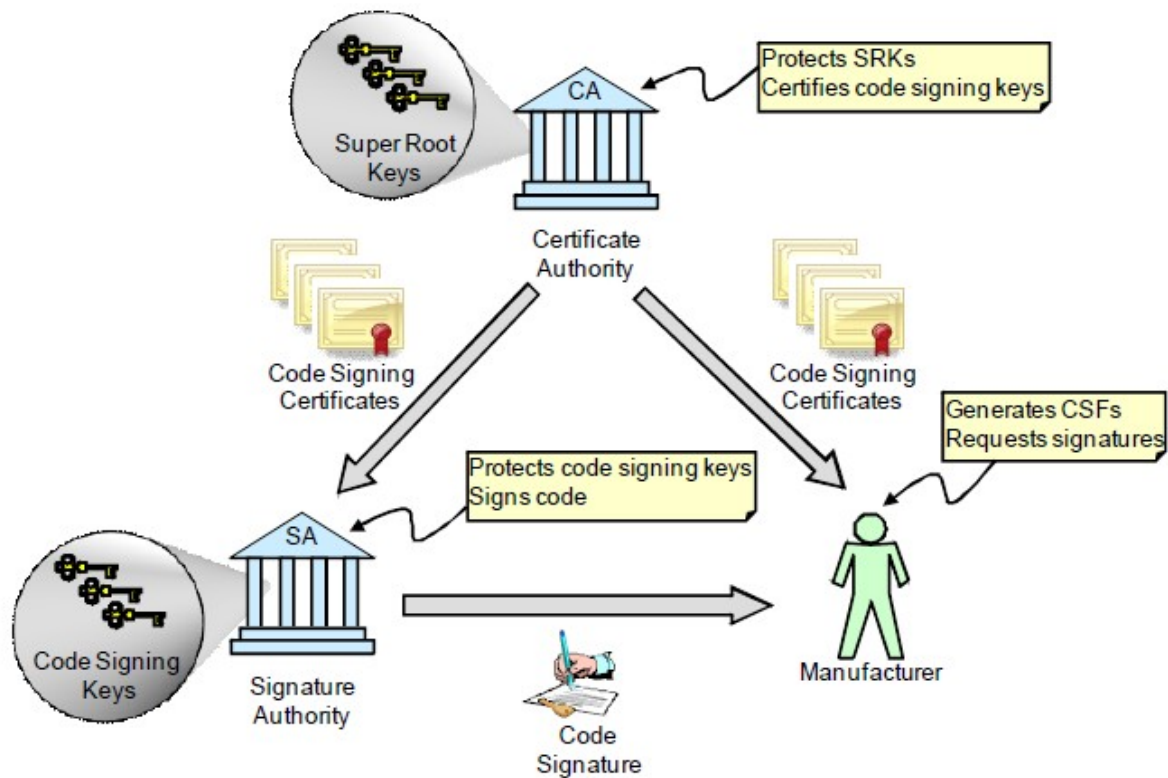 Protects SRKs
Certifies code signing keys
CA
Super Root
Keys
Certificate
Authority
Code Signing
Certificates
Code Signing
Certificates
Generates CSFs
Requests signatures
Protects code signing keys
Signs code
SA
Code Signing
Keys
Signature
Authority
Manufacturer
Code
Signature